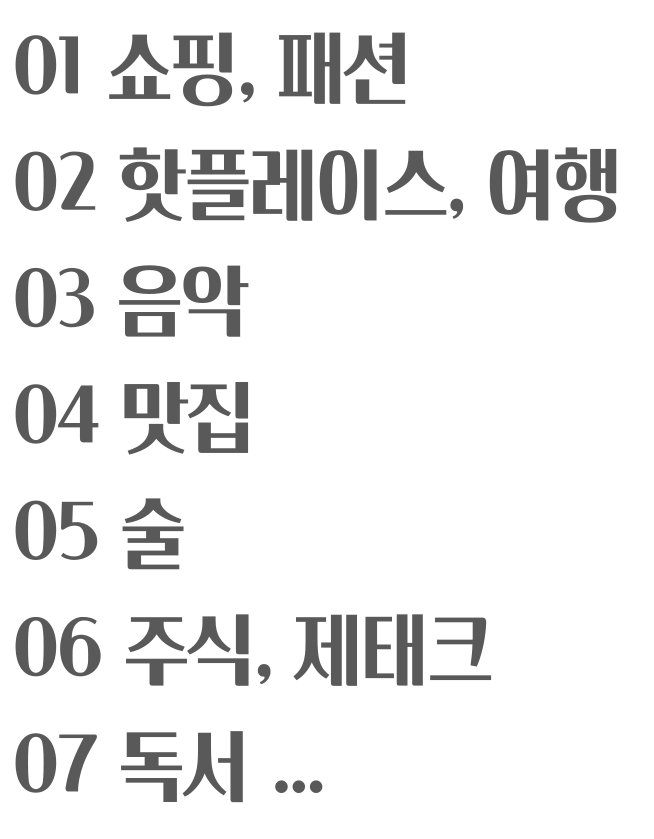 01 쇼핑, 패션
02 핫플레이스, 여행
03 음악
04 맛집
05 술
06 주식, 제태크
07 독서 ...